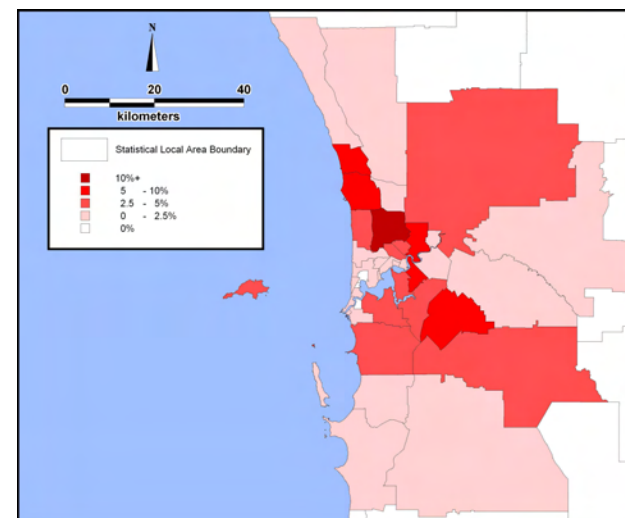 N
0 20 40
kilometers
Statistical Local Area Boundary
10%+
5 - 10%
2.5 - 5%
0 - 2.5%
0%